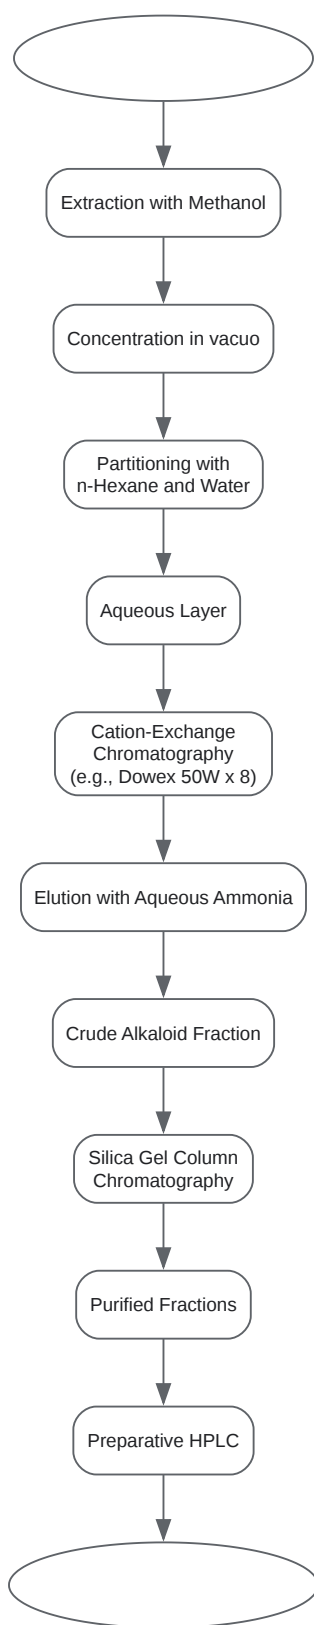 Extraction with Methanol
Concentration in vacuo
Partitioning with
n-Hexane and Water
Aqueous Layer
Cation-Exchange
Chromatography
(e.g., Dowex 50W x 8)
Elution with Aqueous Ammonia
Crude Alkaloid Fraction
Silica Gel Column
Chromatography
Purified Fractions
Preparative HPLC